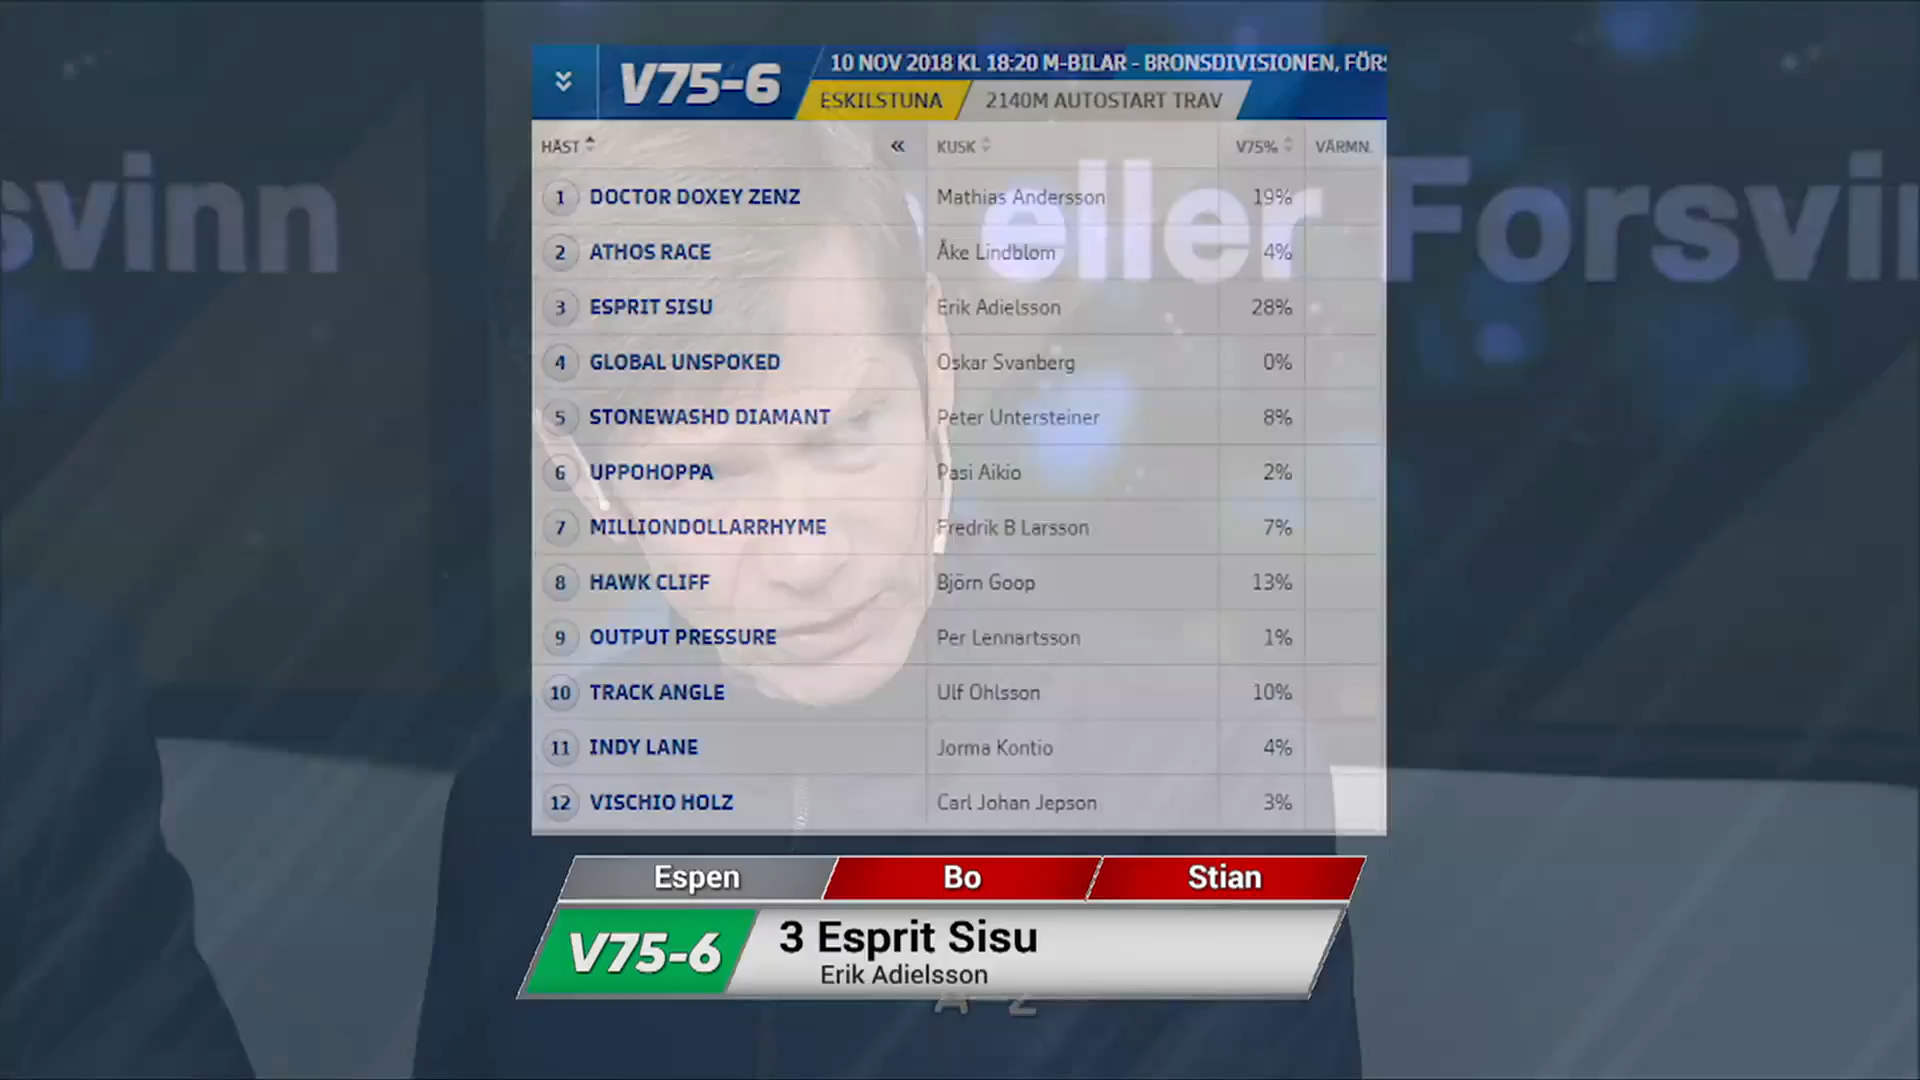 V75-6
10 NOV 2018 KL 18:20 M-BILAR - BRONSDIVISIONEN, FÖRS
ESKILSTUNA 2140M AUTOSTART TRAV
HÄST « KUSK V75% VÄRMN.
svinn eller Forsvin
1 DOCTOR DOXEY ZENZ Mathias Andersson 19%
2 ATHOS RACE Åke Lindblom 4%
3 ESPRIT SISU Erik Adielsson 28%
4 GLOBAL UNSPOKED Oskar Svanberg 0%
5 STONEWASHD DIAMANT Peter Untersteiner 8%
6 UPPOHOPPA Pasi Aikio 2%
7 MILLIONDOLLARRHYME Fredrik B Larsson 7%
8 HAWK CLIFF Björn Goop 13%
9 OUTPUT PRESSURE Per Lennartsson 1%
10 TRACK ANGLE Ulf Ohlsson 10%
11 INDY LANE Jorma Kontio 4%
12 VISCHIO HOLZ Carl Johan Jepson 3%
Espen Bo Stian
V75-6 3 Esprit Sisu
Erik Adielsson